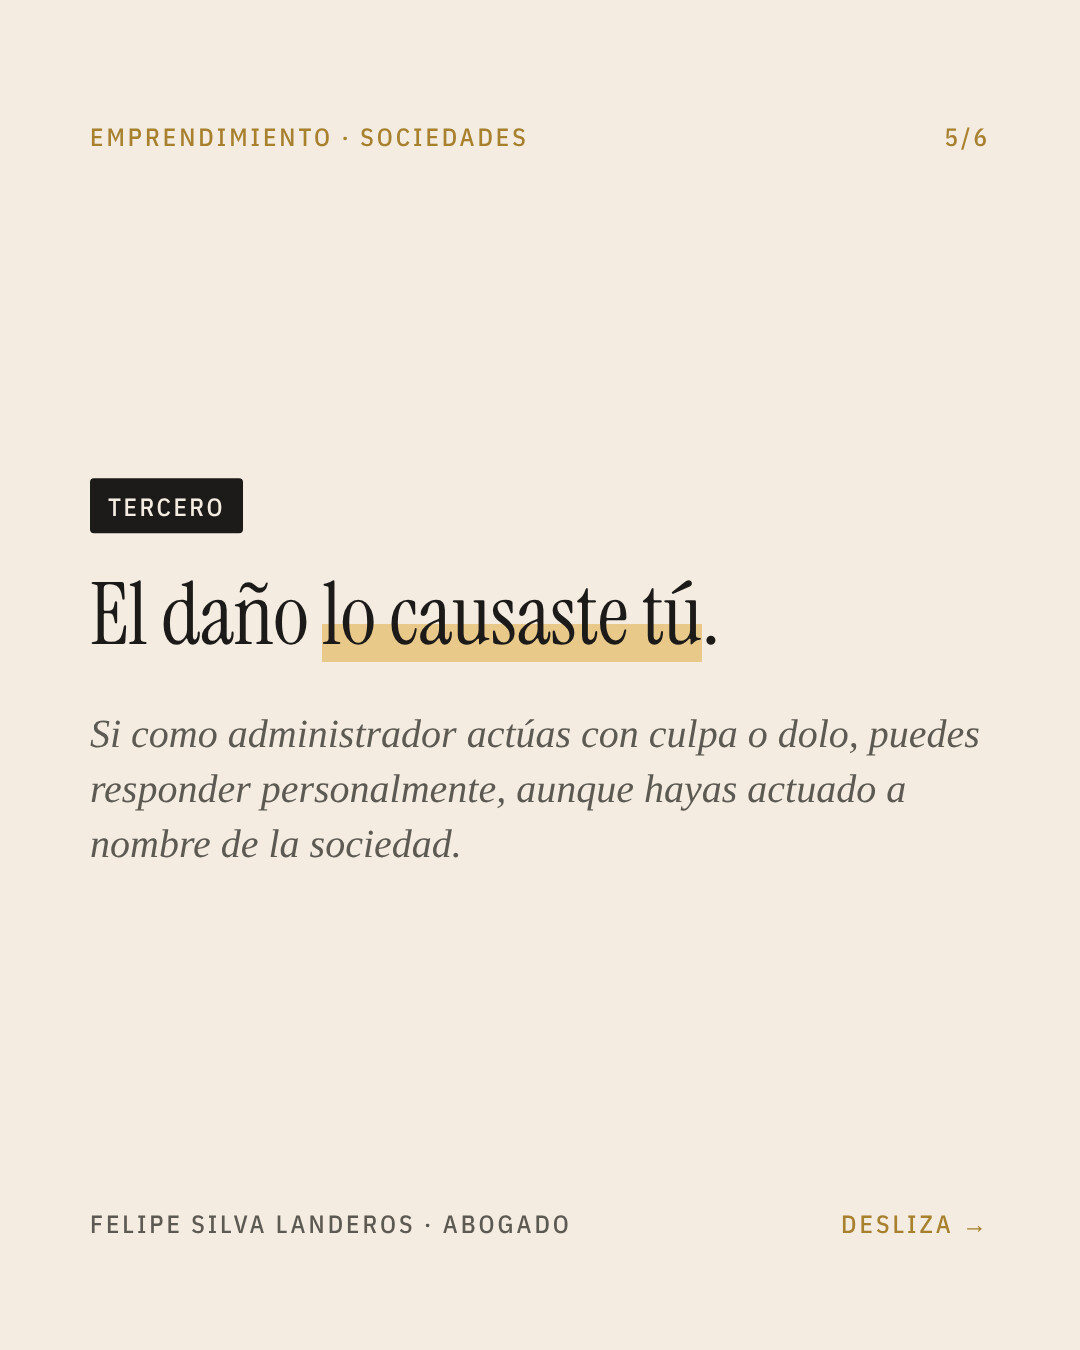 EMPRENDIMIENTO · SOCIEDADES
5/6
TERCERO
El daño lo causaste tú.
Si como administrador actúas con culpa o dolo, puedes
responder personalmente, aunque hayas actuado a
nombre de la sociedad.
FELIPE SILVA LANDEROS · ABOGADO
DESLIZA →